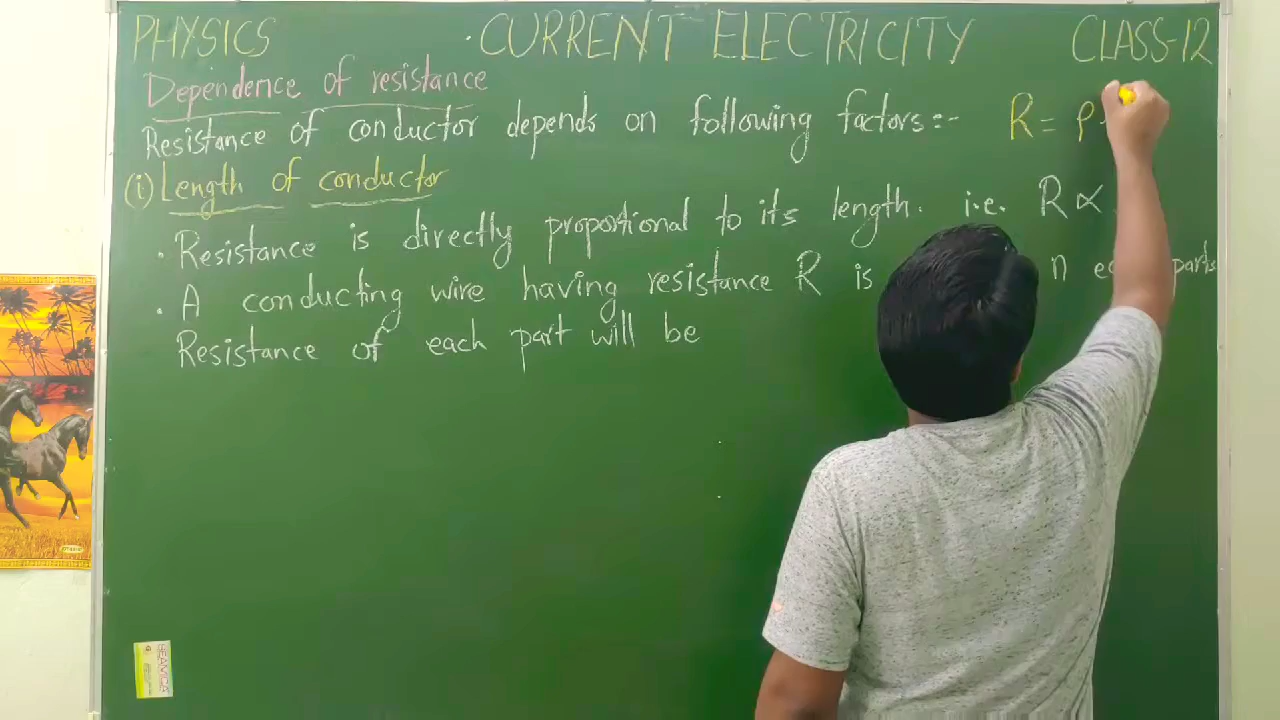 PHYSICS CURRENT ELECTRICITY CLASS-12
Dependence of resistance
Resistance of conductor depends on following factors:- R = ρ
(i) Length of conductor
· Resistance is directly proportional to its length. i.e. R ∝
· A conducting wire having resistance R is n parts
Resistance of each part will be